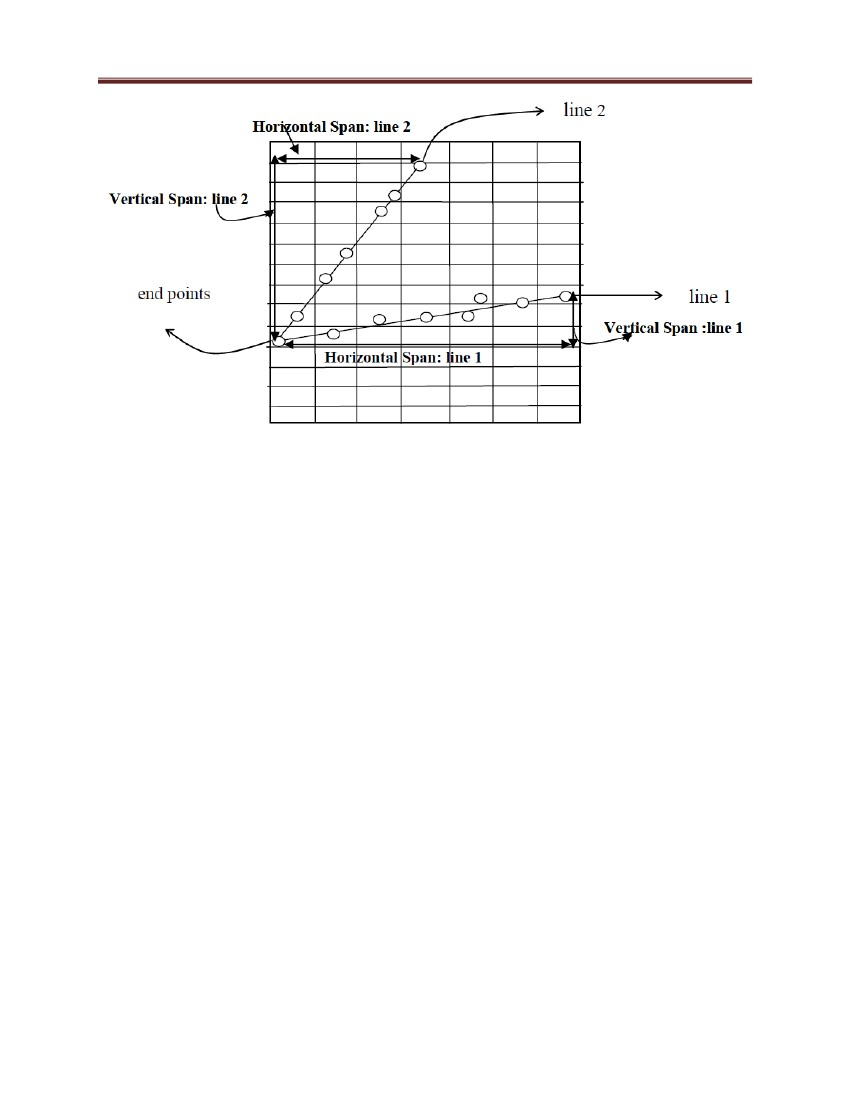 line 2
Horizontal Span: line 2
Vertical Span: line 2
end points
line 1
Vertical Span :line 1
Horizontal Span: line 1